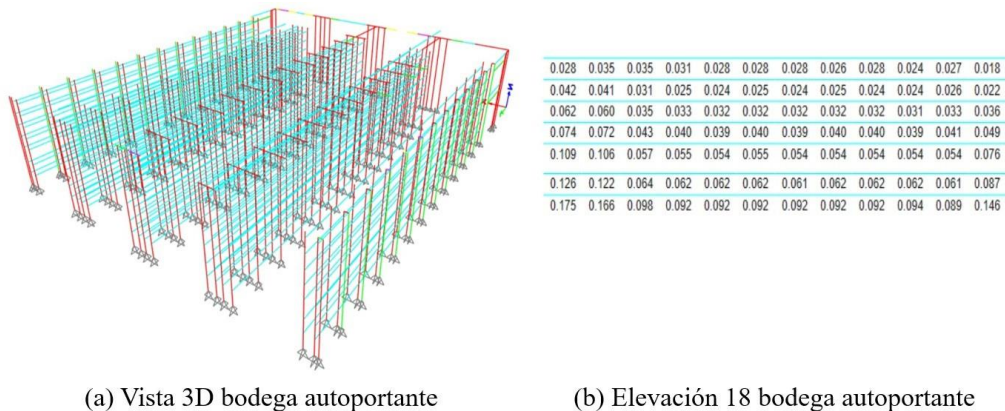 0.028 0.035 0.035 0.031 0.028 0.028 0.028 0.026 0.028 0.024 0.027 0.018
0.042 0.041 0.031 0.025 0.024 0.025 0.024 0.025 0.024 0.024 0.026 0.022
0.062 0.060 0.035 0.033 0.032 0.032 0.032 0.032 0.032 0.031 0.033 0.036
0.074 0.072 0.043 0.040 0.039 0.040 0.039 0.040 0.040 0.039 0.041 0.049
0.109 0.106 0.057 0.055 0.054 0.055 0.054 0.054 0.054 0.054 0.054 0.076
0.126 0.122 0.064 0.062 0.062 0.062 0.061 0.062 0.062 0.062 0.061 0.087
0.175 0.166 0.098 0.092 0.092 0.092 0.092 0.092 0.092 0.094 0.089 0.146
(a) Vista 3D bodega autoportante
(b) Elevación 18 bodega autoportante